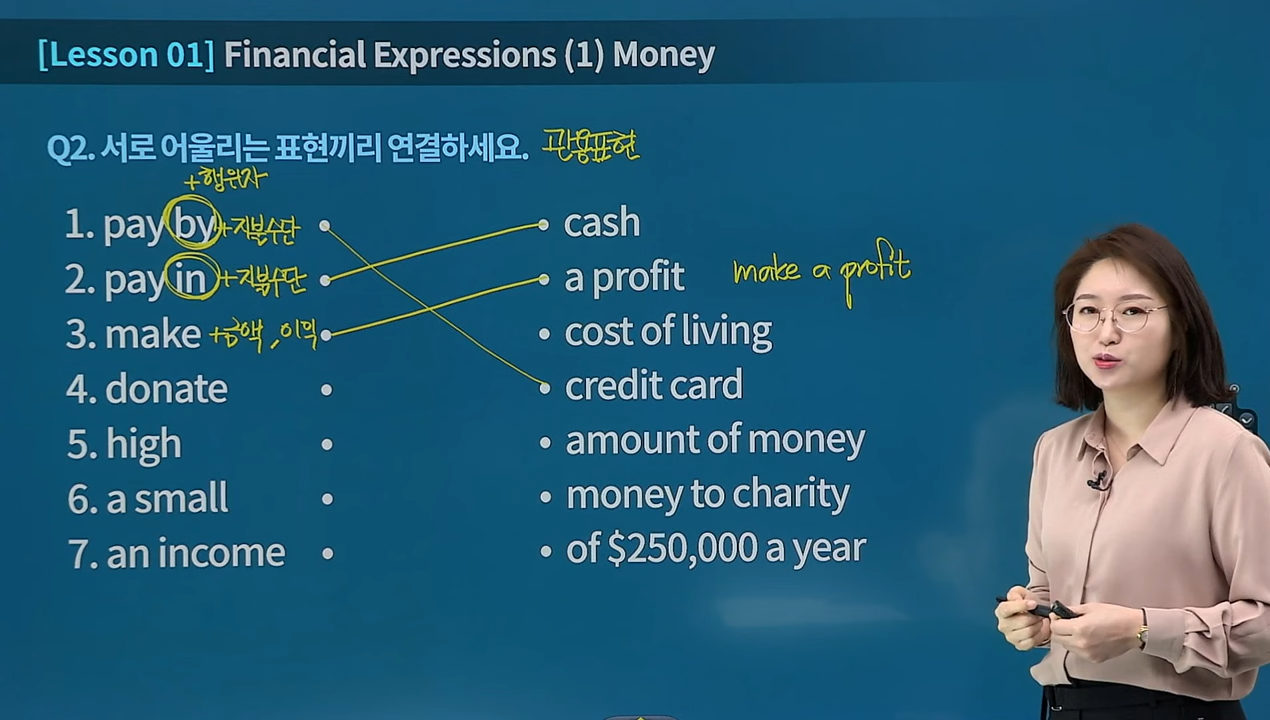 [Lesson 01] Financial Expressions (1) Money
Q2. 서로 어울리는 표현끼리 연결하세요. 관용표현
+행위자
1. pay by +지불수단 • • cash
2. pay in +지불수단 • • a profit make a profit
3. make +금액, 이익 • • cost of living
4. donate • • credit card
5. high • • amount of money
6. a small • • money to charity
7. an income • • of $250,000 a year